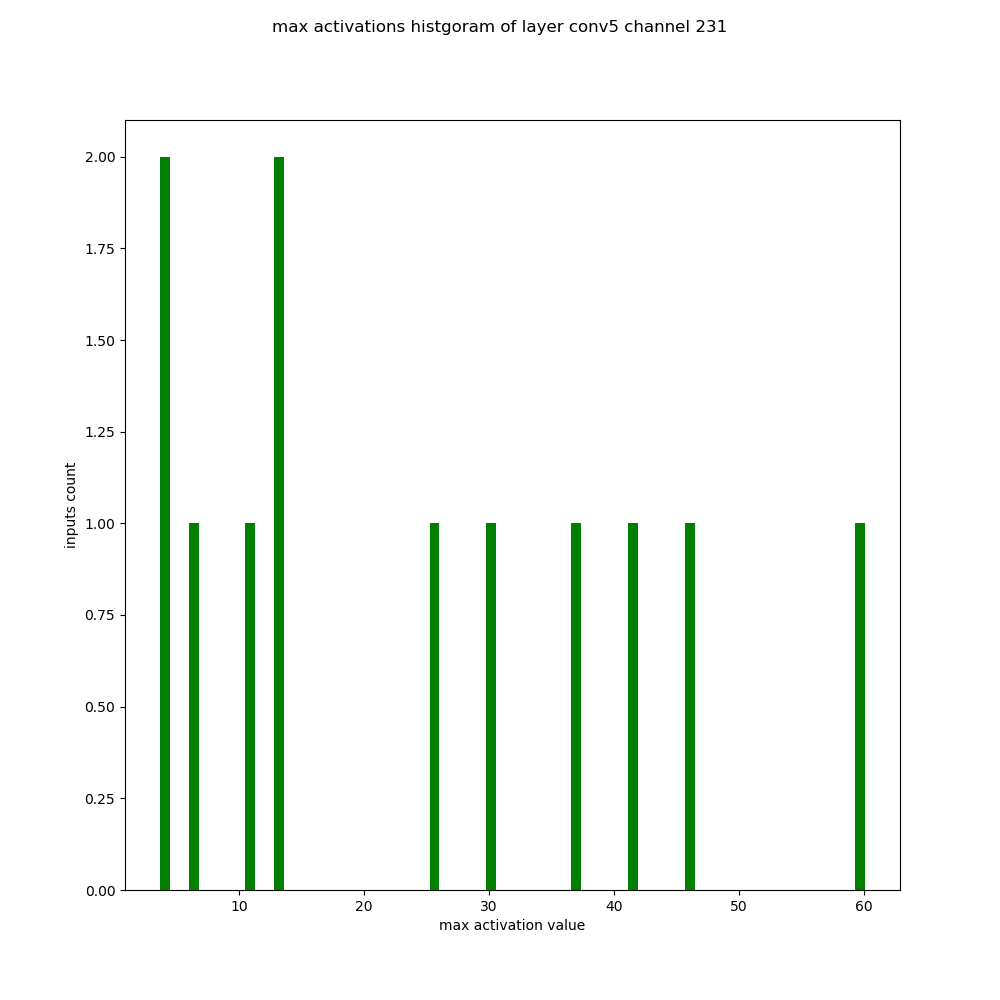 max activations histgoram of layer conv5 channel 231
2.00
1.75
1.50
1.25
1.00
0.75
0.50
0.25
0.00
inputs count
10 20 30 40 50 60
max activation value